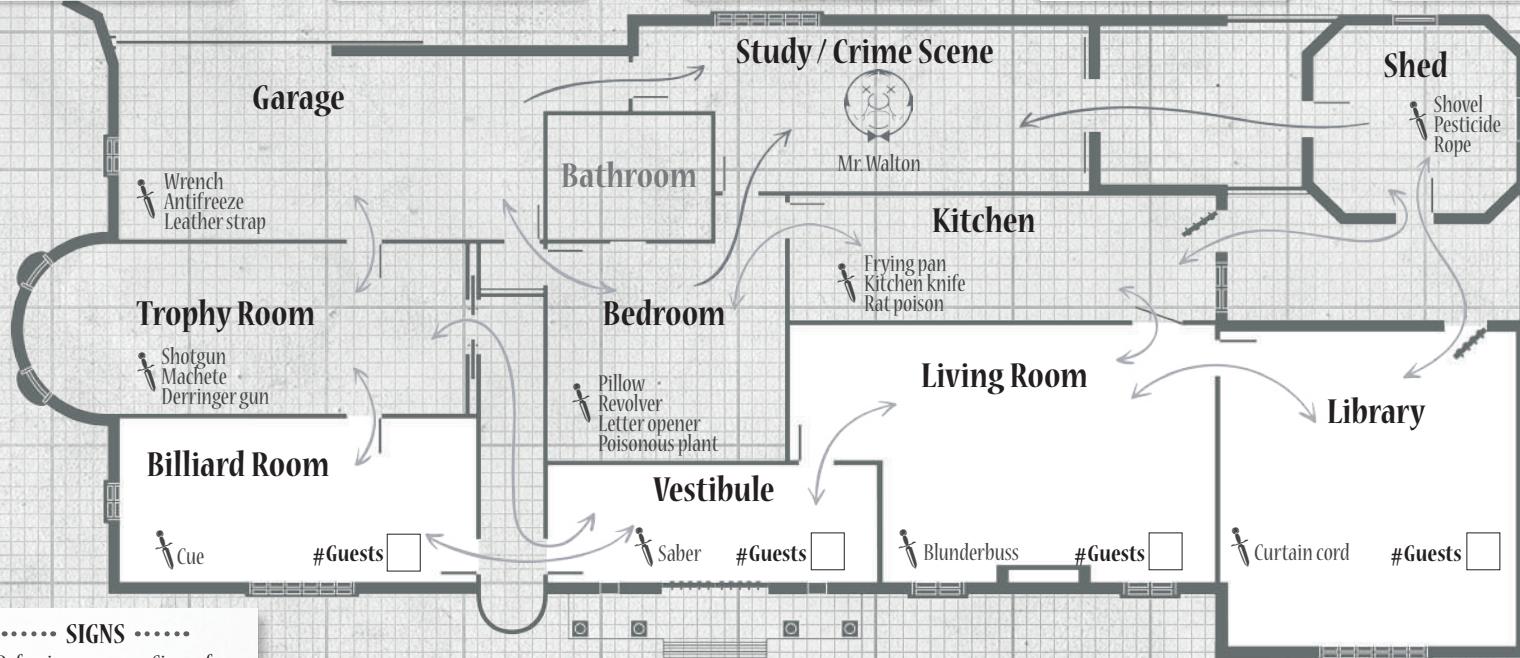 Garage
Wrench
Antifreeze
Leather strap
Study / Crime Scene
Mr. Walton
Shed
Shovel
Pesticide
Rope
Bathroom
Kitchen
Frying pan
Kitchen knife
Rat poison
Trophy Room
Shotgun
Machete
Derringer gun
Bedroom
Pillow
Revolver
Letter opener
Poisonous plant
Living Room
Blunderbuss
#Guests
Library
Curtain cord
#Guests
Billiard Room
Cue
#Guests
Vestibule
Saber
#Guests
SIGNS